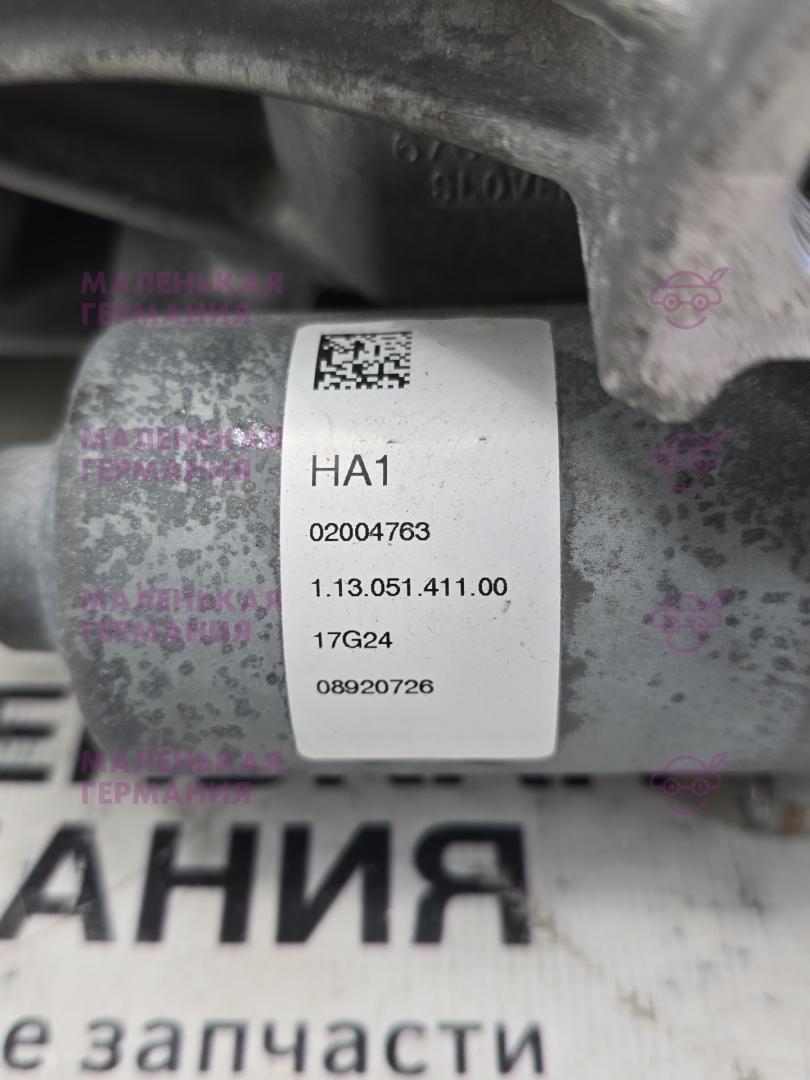 МАЛЕНЬКАЯ
ГЕРМАНИЯ
HA1
02004763
1.13.051.411.00
17G24
08920726
МАЛЕНЬКАЯ
ГЕРМАНИЯ
МАЛЕНЬКАЯ
ГЕРМАНИЯ
МАЛЕНЬКАЯ
ГЕРМАНИЯ
АНИЯ
е запчасти